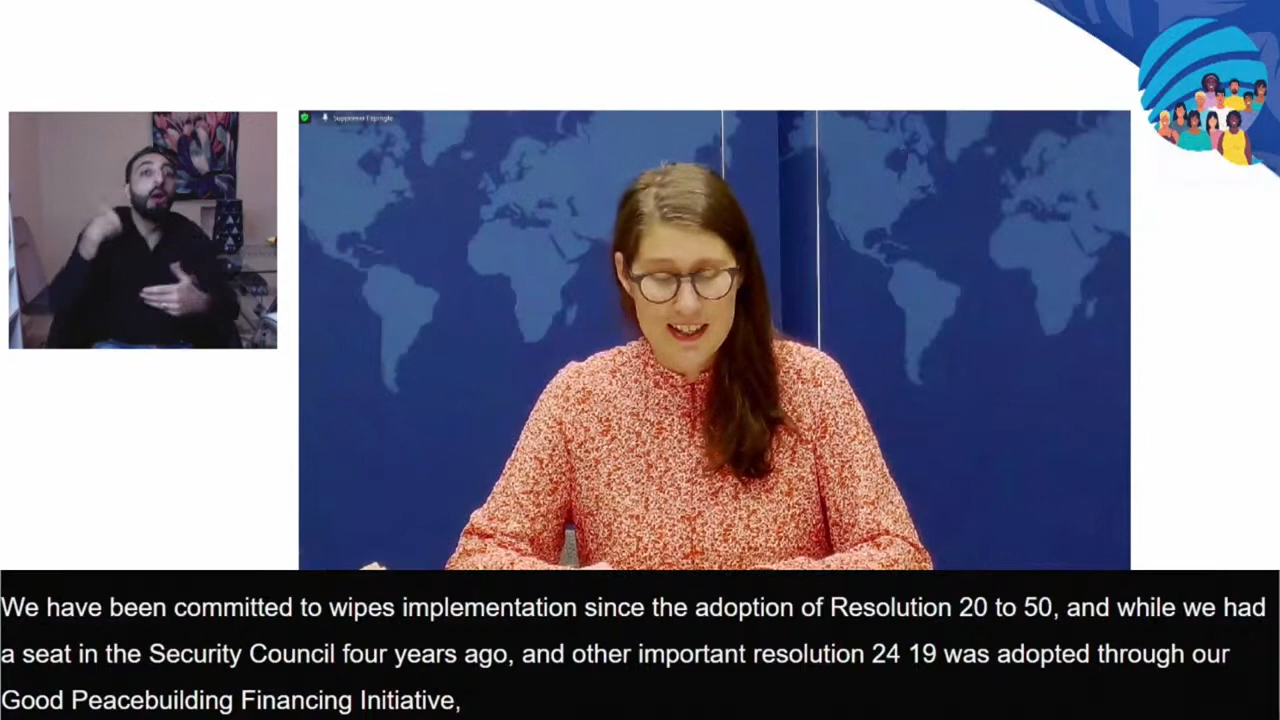 We have been committed to wipes implementation since the adoption of Resolution 20 to 50, and while we had
a seat in the Security Council four years ago, and other important resolution 24 19 was adopted through our
Good Peacebuilding Financing Initiative,